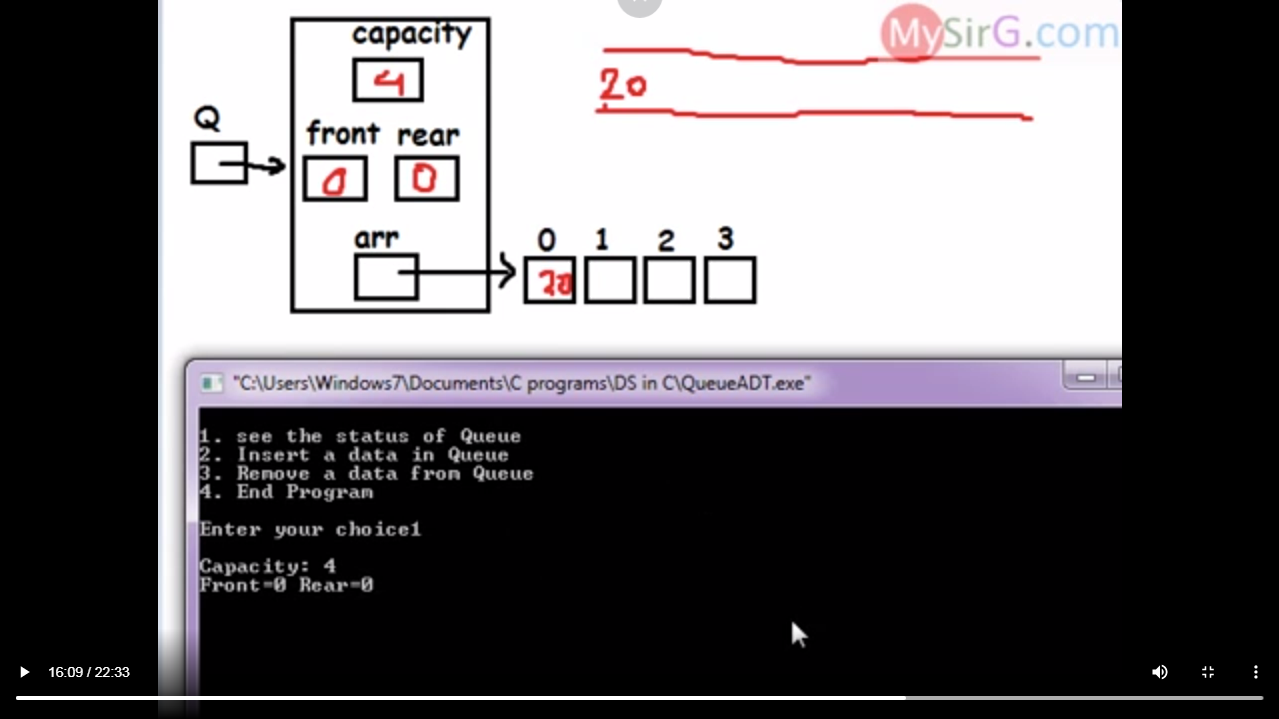 capacity
MySirG.com
4
20
Q
front rear
0 0
arr
0 1 2 3
20
"C:\Users\Windows7\Documents\C programs\DS in C\QueueADT.exe"
1. see the status of Queue
2. Insert a data in Queue
3. Remove a data from Queue
4. End Program
Enter your choice1
Capacity: 4
Front=0 Rear=0
16:09 / 22:33